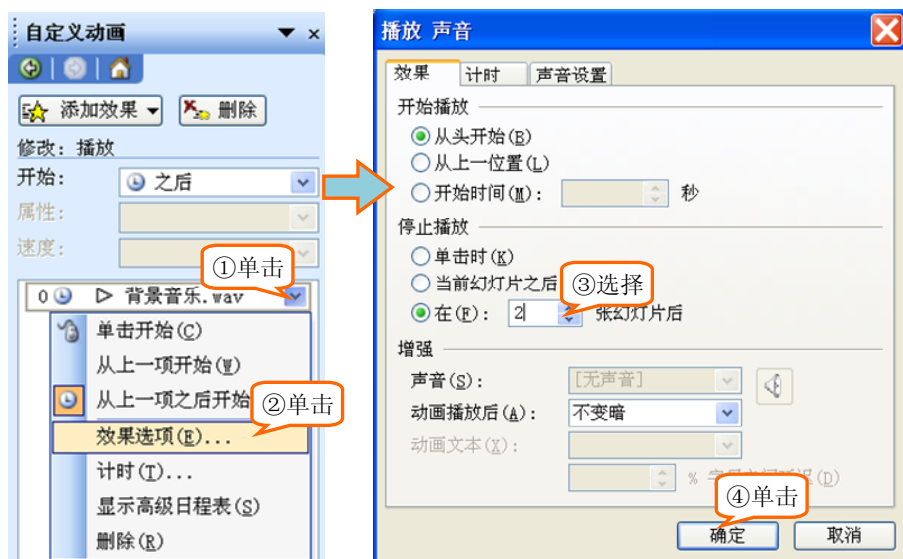 自定义动画
添加效果 删除
修改: 播放
开始: 之后
属性:
速度:
①单击
0 背景音乐.wav
单击开始(C)
从上一项开始(W)
从上一项之后开始
②单击
效果选项(E)...
计时(T)...
显示高级日程表(S)
删除(R)
播放 声音
效果 计时 声音设置
开始播放
从头开始(B)
从上一位置(L)
开始时间(M): 秒
停止播放
单击时(K)
当前幻灯片之后
③选择
在(F): 2 张幻灯片后
增强
声音(S): [无声音]
动画播放后(A): 不变暗
动画文本(X):
% (D)
④单击
确定 取消